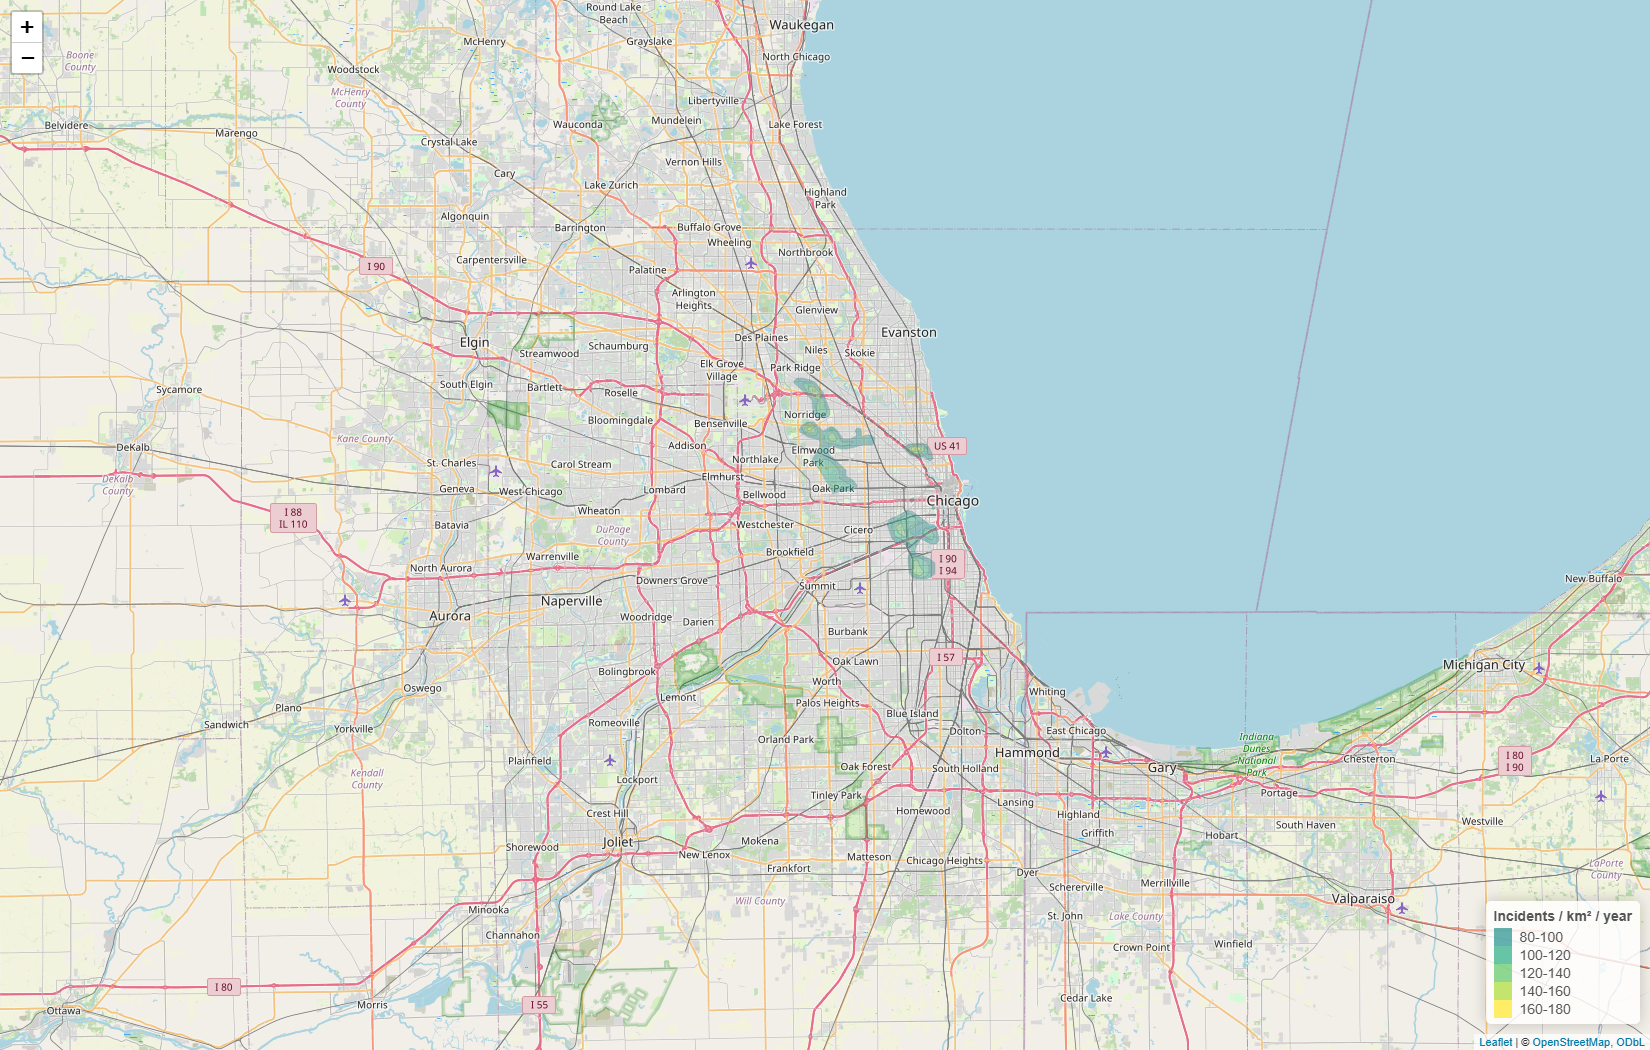 +
−
Round Lake
Beach
Waukegan
McHenry
Grayslake
Boone
County
North Chicago
Woodstock
McHenry
County
Libertyville
Belvidere
Marengo
Wauconda
Mundelein
Lake Forest
Crystal Lake
Vernon Hills
Cary
Lake Zurich
Highland
Park
Algonquin
Barrington
Buffalo Grove
Wheeling
Northbrook
Carpentersville
I 90
Palatine
Arlington
Heights
Glenview
Evanston
Des Plaines
Elgin
Schaumburg
Streamwood
Niles
Skokie
Elk Grove
Village
Park Ridge
South Elgin
Bartlett
Roselle
Sycamore
Norridge
Bloomingdale
Bensenville
Kane County
DeKalb
Addison
US 41
Elmwood
Park
St. Charles
Carol Stream
Northlake
DeKalb
County
Elmhurst
Geneva
West Chicago
Lombard
Bellwood
Oak Park
Chicago
I 88
IL 110
Wheaton
Batavia
DuPage
County
Westchester
Cicero
Brookfield
Warrenville
I 90
I 94
North Aurora
Downers Grove
Summit
New Buffalo
Naperville
Aurora
Woodridge
Darien
Burbank
I 57
Oak Lawn
Bolingbrook
Michigan City
Oswego
Lemont
Worth
Whiting
Plano
Palos Heights
Sandwich
Yorkville
Romeoville
Blue Island
Dolton
East Chicago
Orland Park
Indiana
Dunes
National
Park
Hammond
Plainfield
Chesterton
I 80
I 90
La Porte
Kendall
County
Lockport
Oak Forest
South Holland
Gary
Tinley Park
Portage
Lansing
Crest Hill
Homewood
Highland
Westville
South Haven
Griffith
Hobart
Joliet
Mokena
Shorewood
New Lenox
Matteson
Chicago Heights
Frankfort
Dyer
LaPorte
County
Schererville
Merrillville
Will County
Valparaiso
Minooka
St. John
Lake County
Channahon
Crown Point
Winfield
I 80
Cedar Lake
Morris
I 55
Ottawa
Incidents / km² / year
80-100
100-120
120-140
140-160
160-180
Leaflet | © OpenStreetMap, ODbL